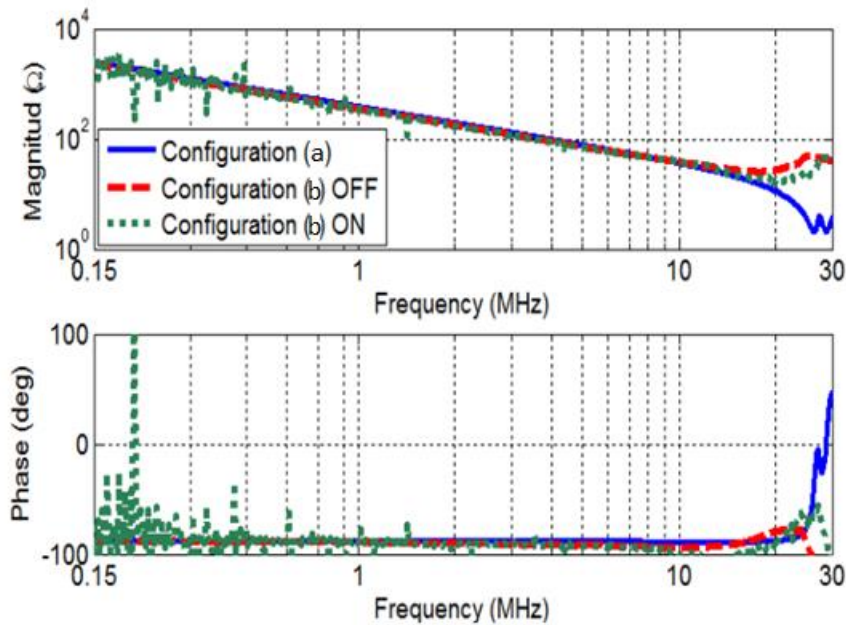 10^4
10^2
10^0
Magnitud (Ω)
Configuration (a)
Configuration (b) OFF
Configuration (b) ON
0.15 1 10 30
Frequency (MHz)
100
0
-100
Phase (deg)
0.15 1 10 30
Frequency (MHz)